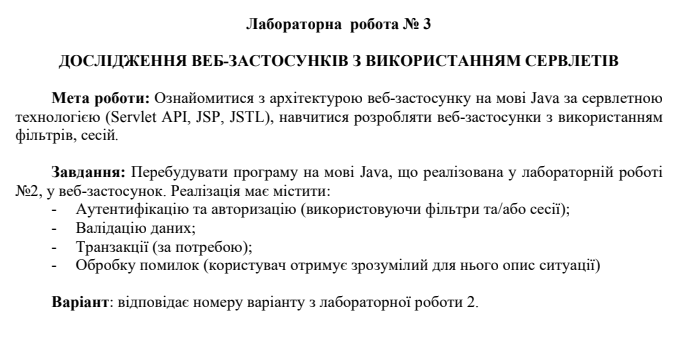 Лабораторна  робота № 3
ДОСЛІДЖЕННЯ ВЕБ-ЗАСТОСУНКІВ З ВИКОРИСТАННЯМ СЕРВЛЕТІВ
Мета роботи: Ознайомитися з архітектурою веб-застосунку на мові Java за сервлетною
технологією (Servlet API, JSP, JSTL), навчитися розробляти веб-застосунки з використанням
фільтрів, сесій.
Завдання: Перебудувати програму на мові Java, що реалізована у лабораторній роботі
№2, у веб-застосунок. Реалізація має містити:
- Аутентифікацію та авторизацію (використовуючи фільтри та/або сесії);
- Валідацію даних;
- Транзакції (за потребою);
- Обробку помилок (користувач отримує зрозумілий для нього опис ситуації)
Варіант: відповідає номеру варіанту з лабораторної роботи 2.